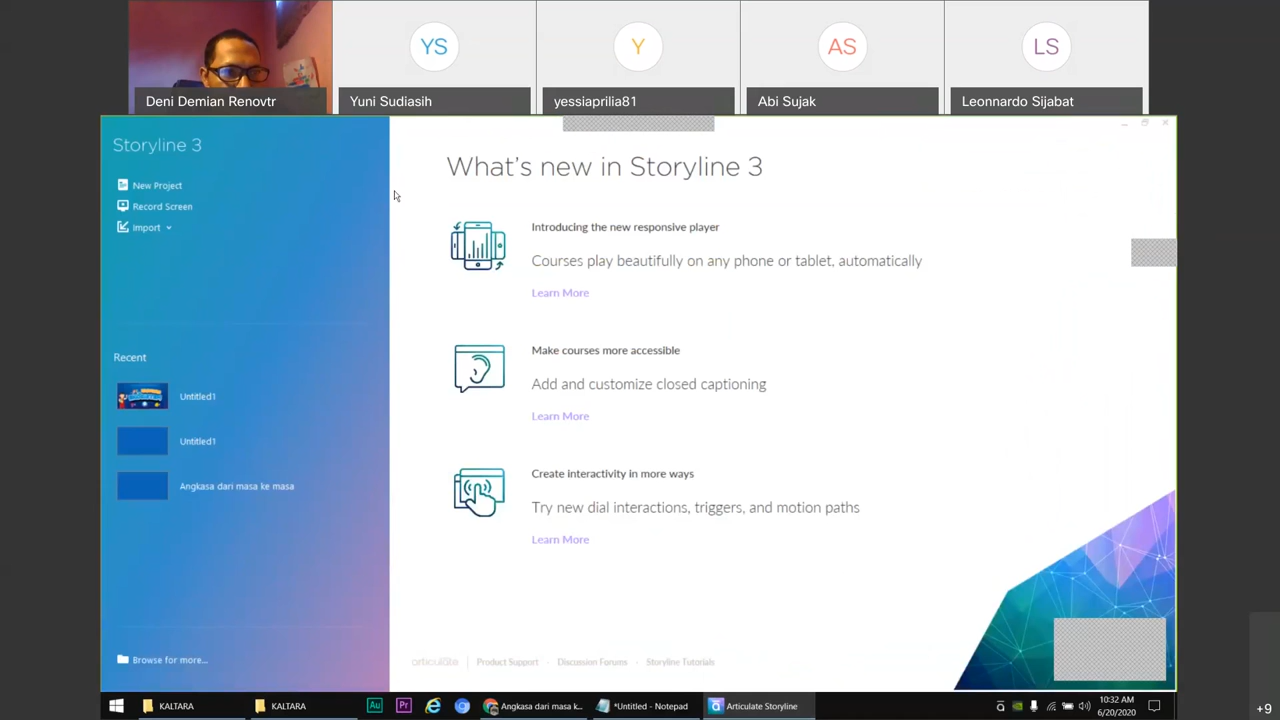 YS
Y
AS
LS
Deni Demian Renovtr
Yuni Sudiasih
yessiaprilia81
Abi Sujak
Leonnardo Sijabat
Storyline 3
New Project
Record Screen
Import
Recent
Untitled1
Untitled1
Angkasa dari masa ke masa
Browse for more...
What's new in Storyline 3
Introducing the new responsive player
Courses play beautifully on any phone or tablet, automatically
Learn More
Make courses more accessible
Add and customize closed captioning
Learn More
Create interactivity in more ways
Try new dial interactions, triggers, and motion paths
Learn More
articulate
Product Support
Discussion Forums
Storyline Tutorials
KALTARA
KALTARA
Au
Pr
Angkasa dari masa k...
*Untitled - Notepad
Articulate Storyline
10:32 AM
6/20/2020
+9